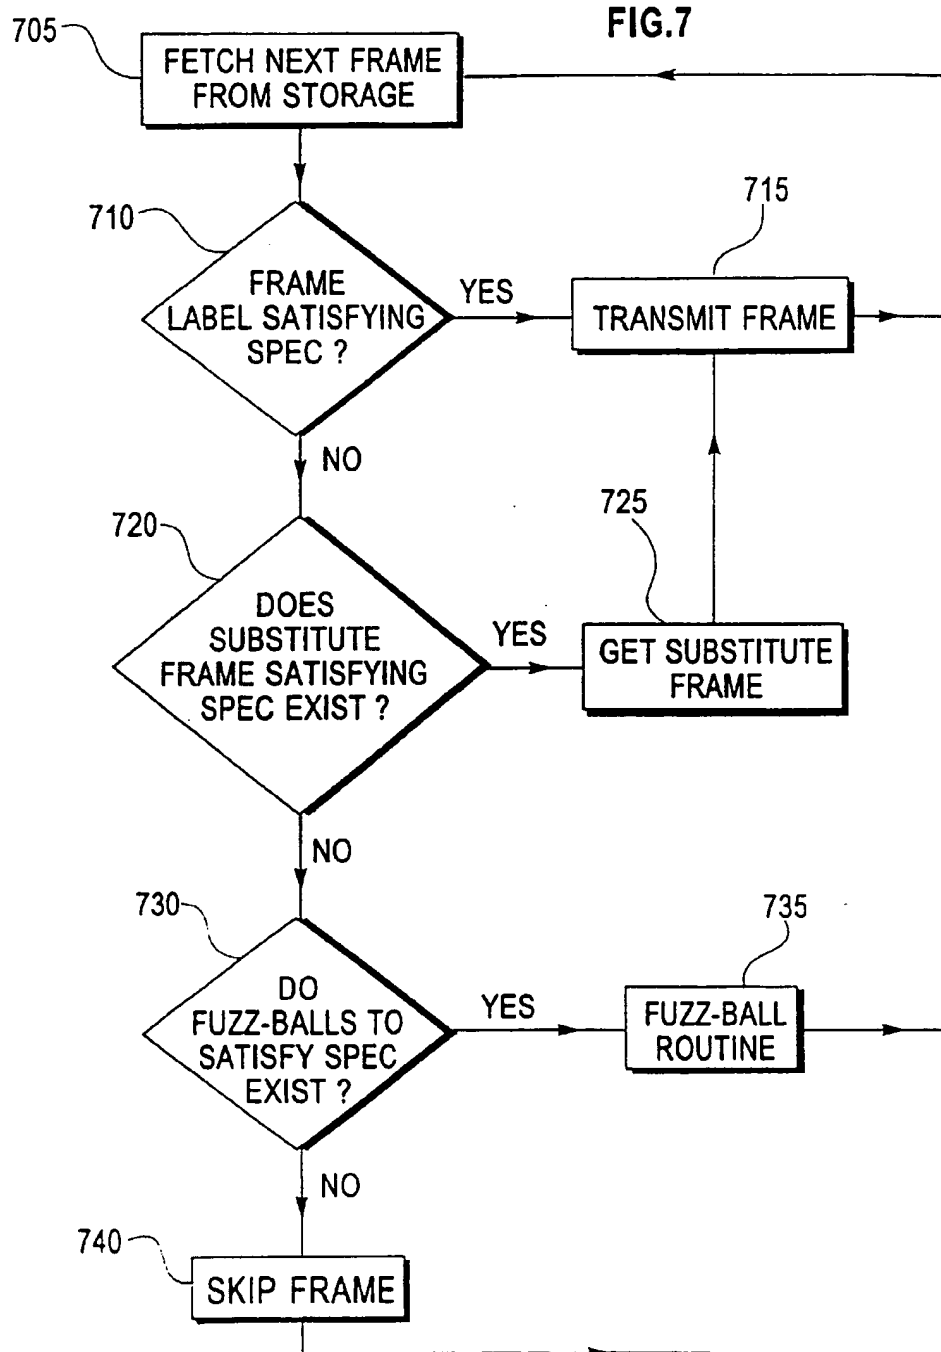 FIG.7
705
FETCH NEXT FRAME
FROM STORAGE
710
FRAME
LABEL SATISFYING
SPEC ?
YES
715
TRANSMIT FRAME
NO
720
DOES
SUBSTITUTE
FRAME SATISFYING
SPEC EXIST ?
YES
725
GET SUBSTITUTE
FRAME
NO
730
DO
FUZZ-BALLS TO
SATISFY SPEC
EXIST ?
YES
735
FUZZ-BALL
ROUTINE
NO
740
SKIP FRAME